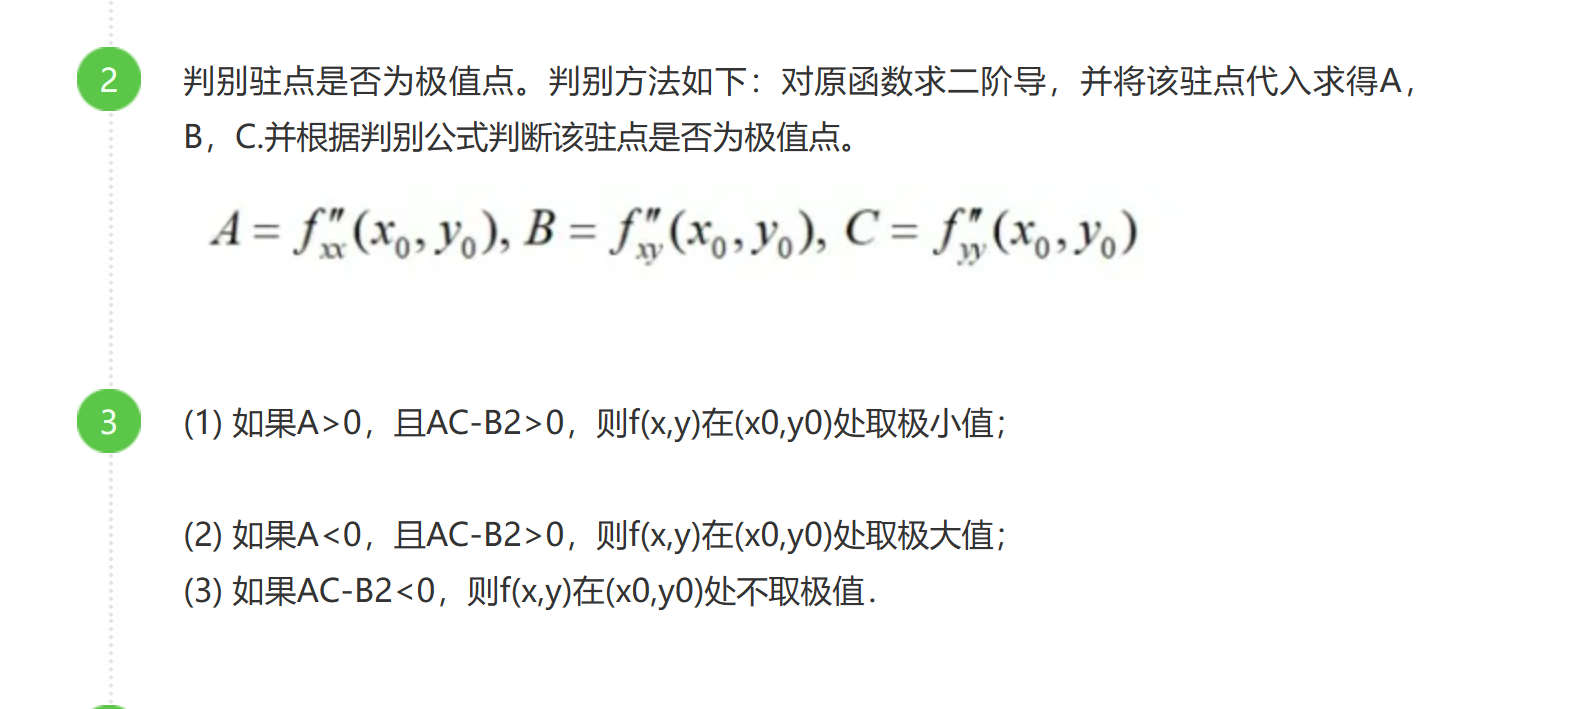 2
判别驻点是否为极值点。判别方法如下：对原函数求二阶导，并将该驻点代入求得A，
B，C.并根据判别公式判断该驻点是否为极值点。
A = f″xx(x₀, y₀), B = f″xy(x₀, y₀), C = f″yy(x₀, y₀)
3
(1) 如果A>0，且AC-B2>0，则f(x,y)在(x0,y0)处取极小值；
(2) 如果A<0，且AC-B2>0，则f(x,y)在(x0,y0)处取极大值；
(3) 如果AC-B2<0，则f(x,y)在(x0,y0)处不取极值．